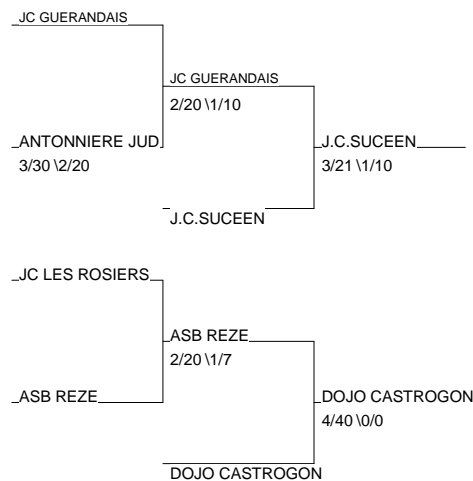 JC GUERANDAIS
JC GUERANDAIS
2/20 \1/10
ANTONNIERE JUD
3/30 \2/20
J.C.SUCEEN
3/21 \1/10
J.C.SUCEEN
JC LES ROSIERS
ASB REZE
2/20 \1/7
ASB REZE
DOJO CASTROGON
4/40 \0/0
DOJO CASTROGON